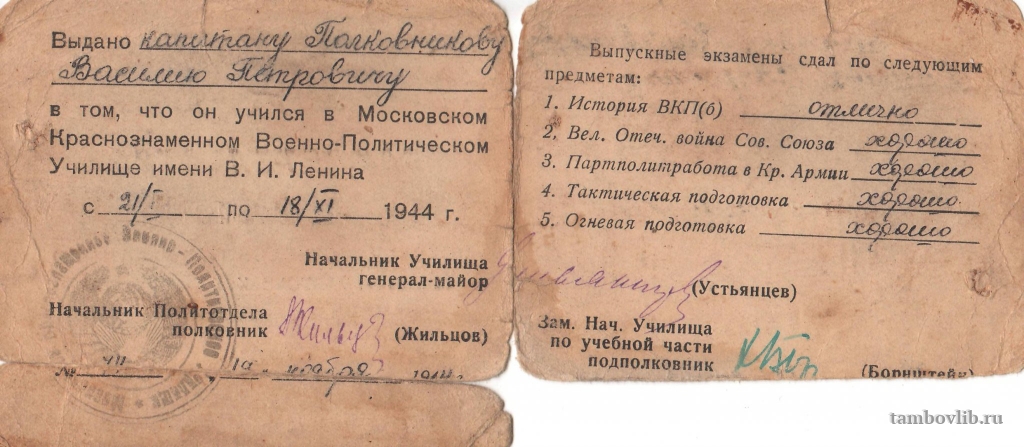 Выдано капитану Полковникову
Василию Петровичу
в том, что он учился в Московском
Краснознаменном Военно-Политическом
Училище имени В. И. Ленина
с 21/I по 18/XI 1944 г.
Начальник Училища
генерал-майор
Начальник Политотдела
полковник (Жильцов)
ноября
Выпускные экзамены сдал по следующим
предметам:
1. История ВКП(б) отлично
2. Вел. Отеч. война Сов. Союза хорошо
3. Партполитработа в Кр. Армии хорошо
4. Тактическая подготовка хорошо
5. Огневая подготовка хорошо
(Устьянцев)
Зам. Нач. Училища
по учебной части
подполковник (Борнштейн)
tambovlib.ru